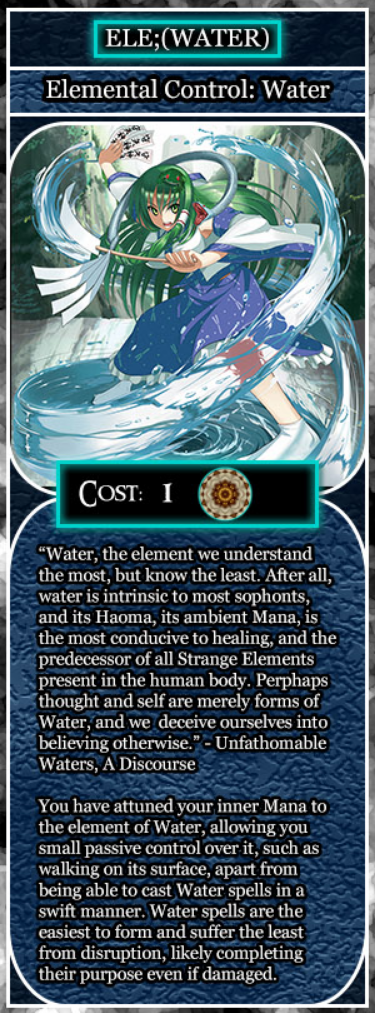 ELE;(WATER)
Elemental Control: Water
Cost: 1
“Water, the element we understand
the most, but know the least. After all,
water is intrinsic to most sophonts,
and its Haoma, its ambient Mana, is
the most conducive to healing, and the
predecessor of all Strange Elements
present in the human body. Perphaps
thought and self are merely forms of
Water, and we deceive ourselves into
believing otherwise.” - Unfathomable
Waters, A Discourse
You have attuned your inner Mana to
the element of Water, allowing you
small passive control over it, such as
walking on its surface, apart from
being able to cast Water spells in a
swift manner. Water spells are the
easiest to form and suffer the least
from disruption, likely completing
their purpose even if damaged.